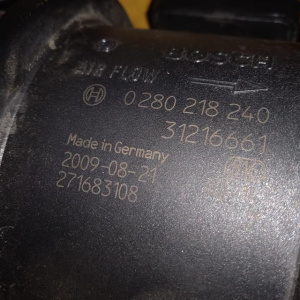 BOSCH
AIR FLOW
0 280 218 240
31216661
Made in Germany
2009-08-21
271683108